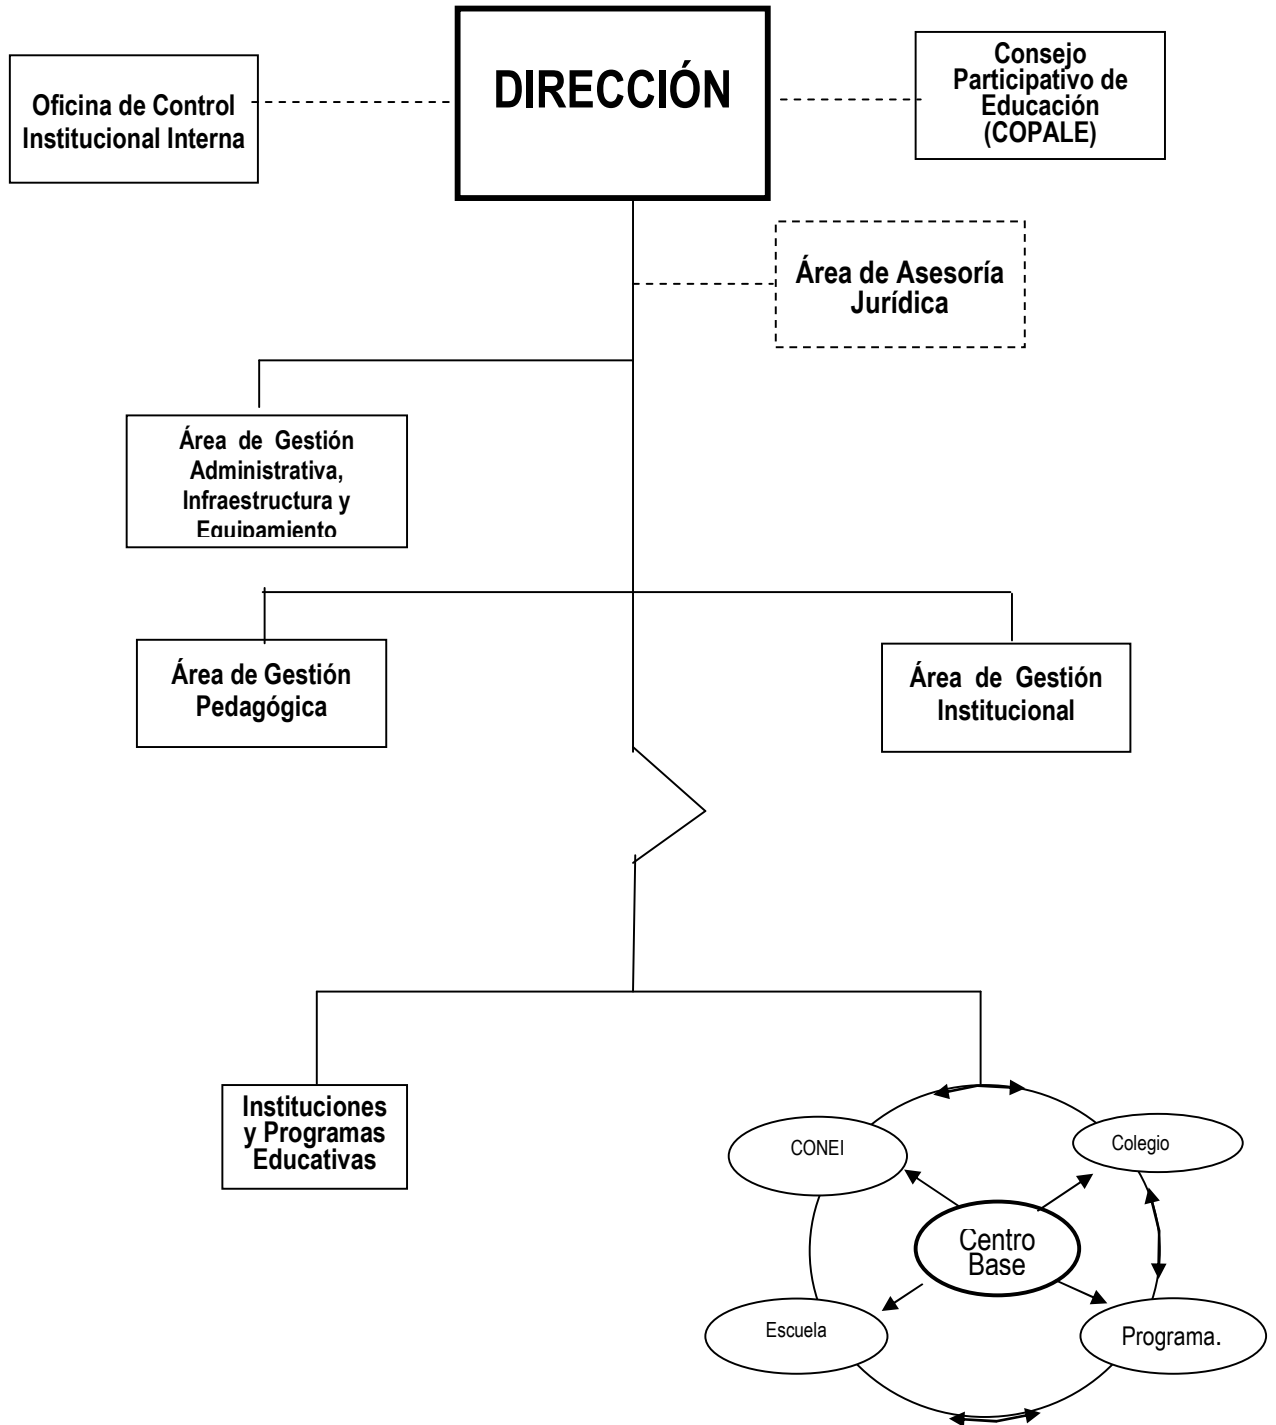 DIRECCIÓN
Oficina de Control
Institucional Interna
Consejo
Participativo de
Educación
(COPALE)
Área de Asesoría
Jurídica
Área de Gestión
Administrativa,
Infraestructura y
Equipamiento
Área de Gestión
Pedagógica
Área de Gestión
Institucional
Instituciones
y Programas
Educativas
CONEI
Colegio
Centro
Base
Escuela
Programa.